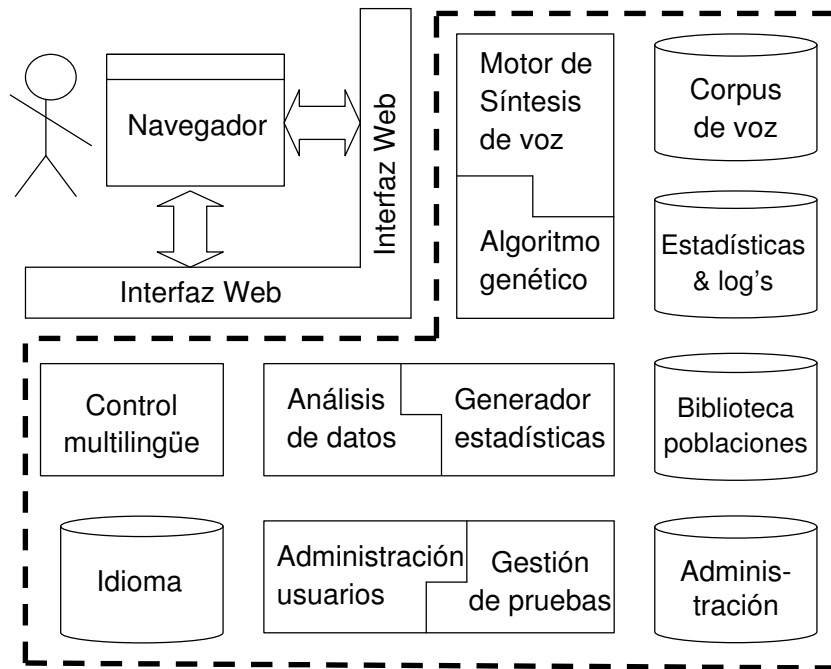 Navegador
Interfaz Web
Interfaz Web
Motor de
Síntesis
de voz
Algoritmo
genético
Corpus
de voz
Estadísticas
& log's
Control
multilingüe
Análisis
de datos
Generador
estadísticas
Biblioteca
poblaciones
Idioma
Administración
usuarios
Gestión
de pruebas
Adminis-
tración